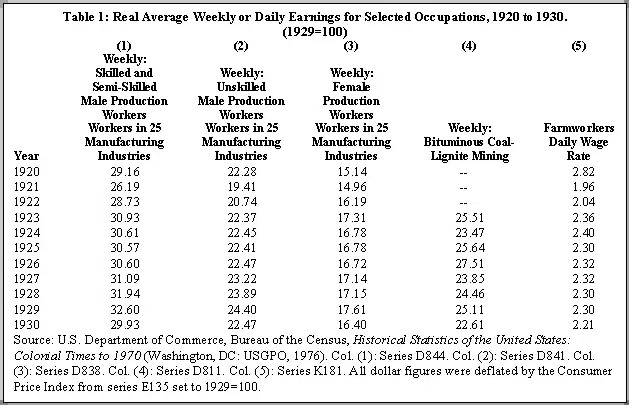 Table 1: Real Average Weekly or Daily Earnings for Selected Occupations, 1920 to 1930.
(1929=100)
(1) (2) (3) (4) (5)
Weekly:
Skilled and Weekly: Weekly:
Semi-Skilled Unskilled Female
Male Production Male Production Production
Workers Workers Workers
Workers in 25 Workers in 25 Workers in 25 Weekly: Farmworkers
Manufacturing Manufacturing Manufacturing Bituminous Coal- Daily Wage
Year Industries Industries Industries Lignite Mining Rate
1920 29.16 22.28 15.14 -- 2.82
1921 26.19 19.41 14.96 -- 1.96
1922 28.73 20.74 16.19 -- 2.04
1923 30.93 22.37 17.31 25.51 2.36
1924 30.61 22.45 16.78 23.47 2.40
1925 30.57 22.41 16.78 25.64 2.30
1926 30.60 22.47 16.72 27.51 2.32
1927 31.09 23.22 17.14 23.85 2.32
1928 31.94 23.89 17.15 24.46 2.30
1929 32.60 24.40 17.61 25.11 2.30
1930 29.93 22.47 16.40 22.61 2.21
Source: U.S. Department of Commerce, Bureau of the Census, Historical Statistics of the United States:
Colonial Times to 1970 (Washington, DC: USGPO, 1976). Col. (1): Series D844. Col. (2): Series D841. Col.
(3): Series D838. Col. (4): Series D811. Col. (5): Series K181. All dollar figures were deflated by the Consumer
Price Index from series E135 set to 1929=100.